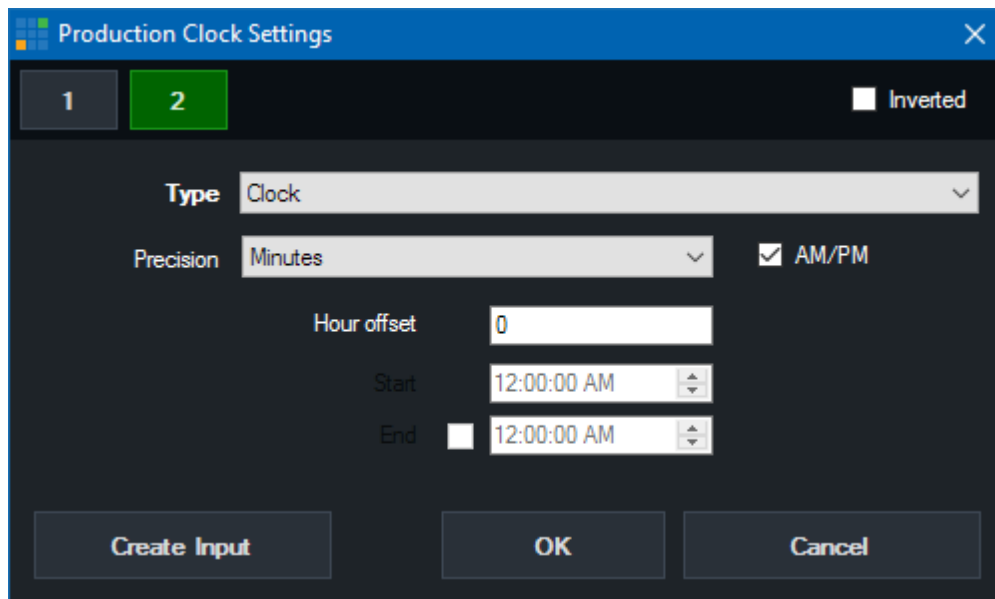 Production Clock Settings
1 2 Inverted
Type Clock
Precision Minutes AM/PM
Hour offset 0
Start 12:00:00 AM
End 12:00:00 AM
Create Input OK Cancel